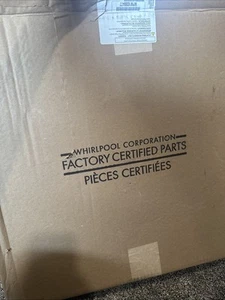 WHIRLPOOL CORPORATION
FACTORY CERTIFIED PARTS
PIÈCES CERTIFIÉES